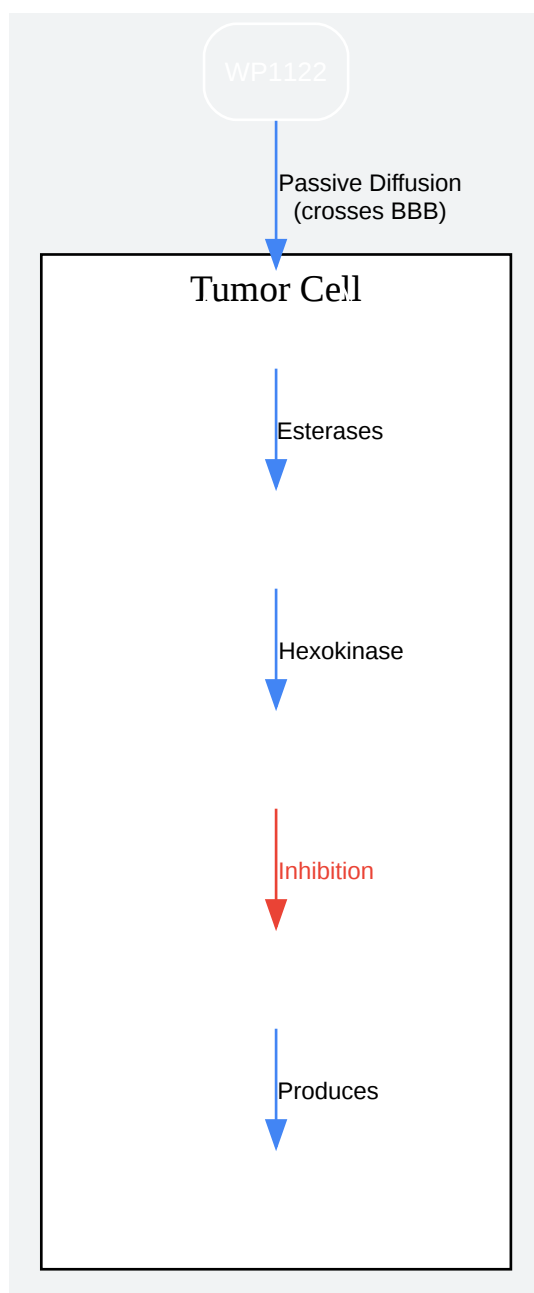 WP1122
Passive Diffusion
(crosses BBB)
Tumor Cell
Esterases
Hexokinase
Inhibition
Produces